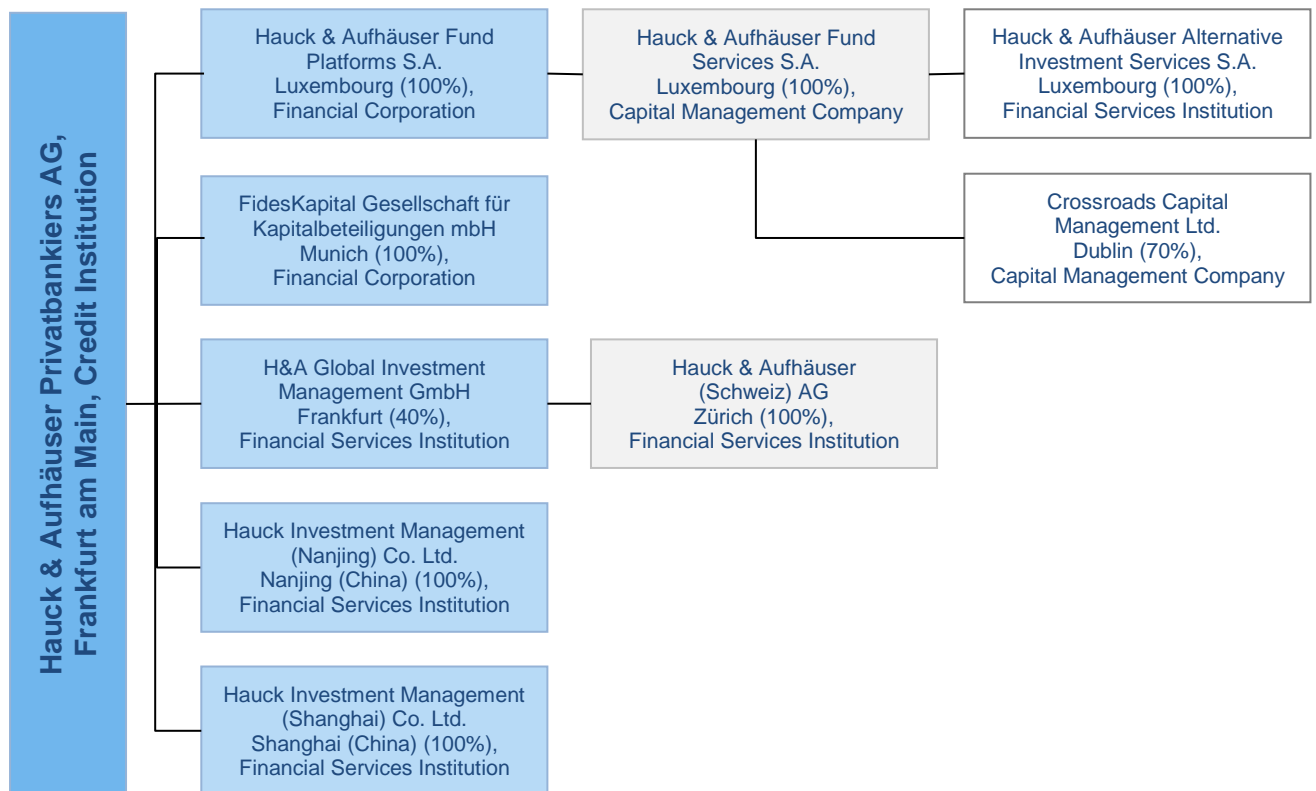 Hauck & Aufhäuser Privatbankiers AG,
Frankfurt am Main, Credit Institution
Hauck & Aufhäuser Fund
Platforms S.A.
Luxembourg (100%),
Financial Corporation
Hauck & Aufhäuser Fund
Services S.A.
Luxembourg (100%),
Capital Management Company
Hauck & Aufhäuser Alternative
Investment Services S.A.
Luxembourg (100%),
Financial Services Institution
FidesKapital Gesellschaft für
Kapitalbeteiligungen mbH
Munich (100%),
Financial Corporation
Crossroads Capital
Management Ltd.
Dublin (70%),
Capital Management Company
H&A Global Investment
Management GmbH
Frankfurt (40%),
Financial Services Institution
Hauck & Aufhäuser
(Schweiz) AG
Zürich (100%),
Financial Services Institution
Hauck Investment Management
(Nanjing) Co. Ltd.
Nanjing (China) (100%),
Financial Services Institution
Hauck Investment Management
(Shanghai) Co. Ltd.
Shanghai (China) (100%),
Financial Services Institution